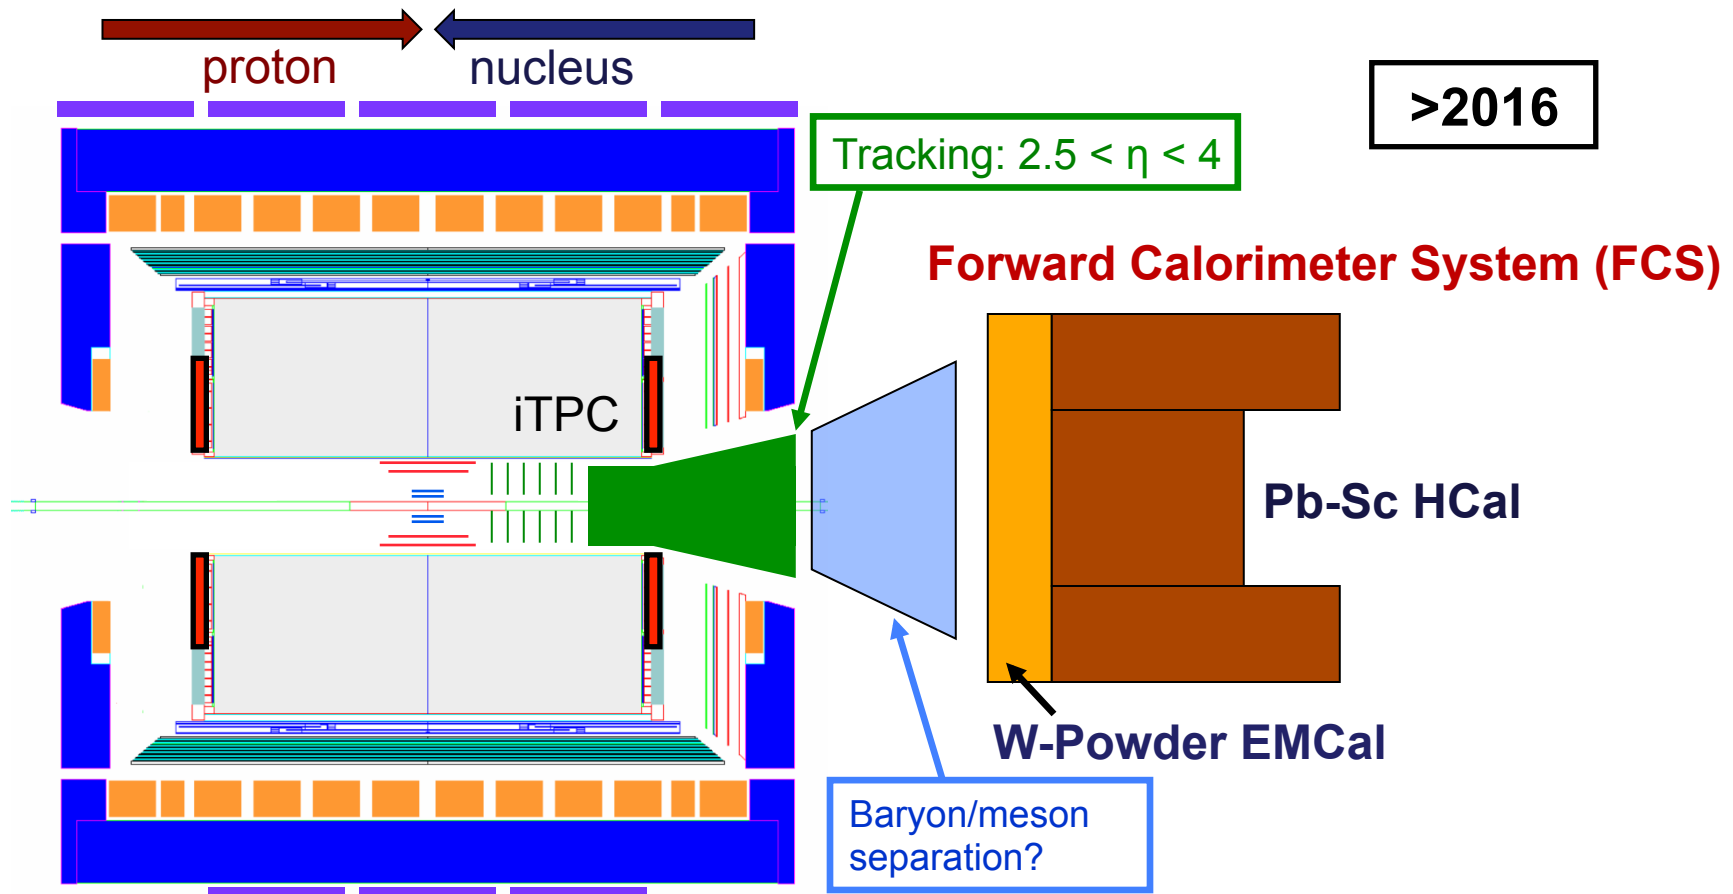 proton
nucleus
>2016
Tracking: 2.5 < η < 4
Forward Calorimeter System (FCS)
iTPC
Pb-Sc HCal
W-Powder EMCal
Baryon/meson
separation?